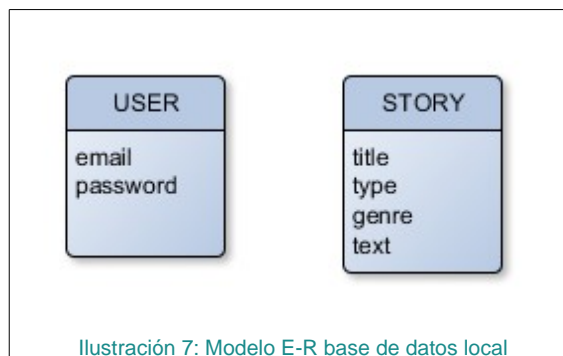 USER
email
password
STORY
title
type
genre
text
Ilustración 7: Modelo E-R base de datos local